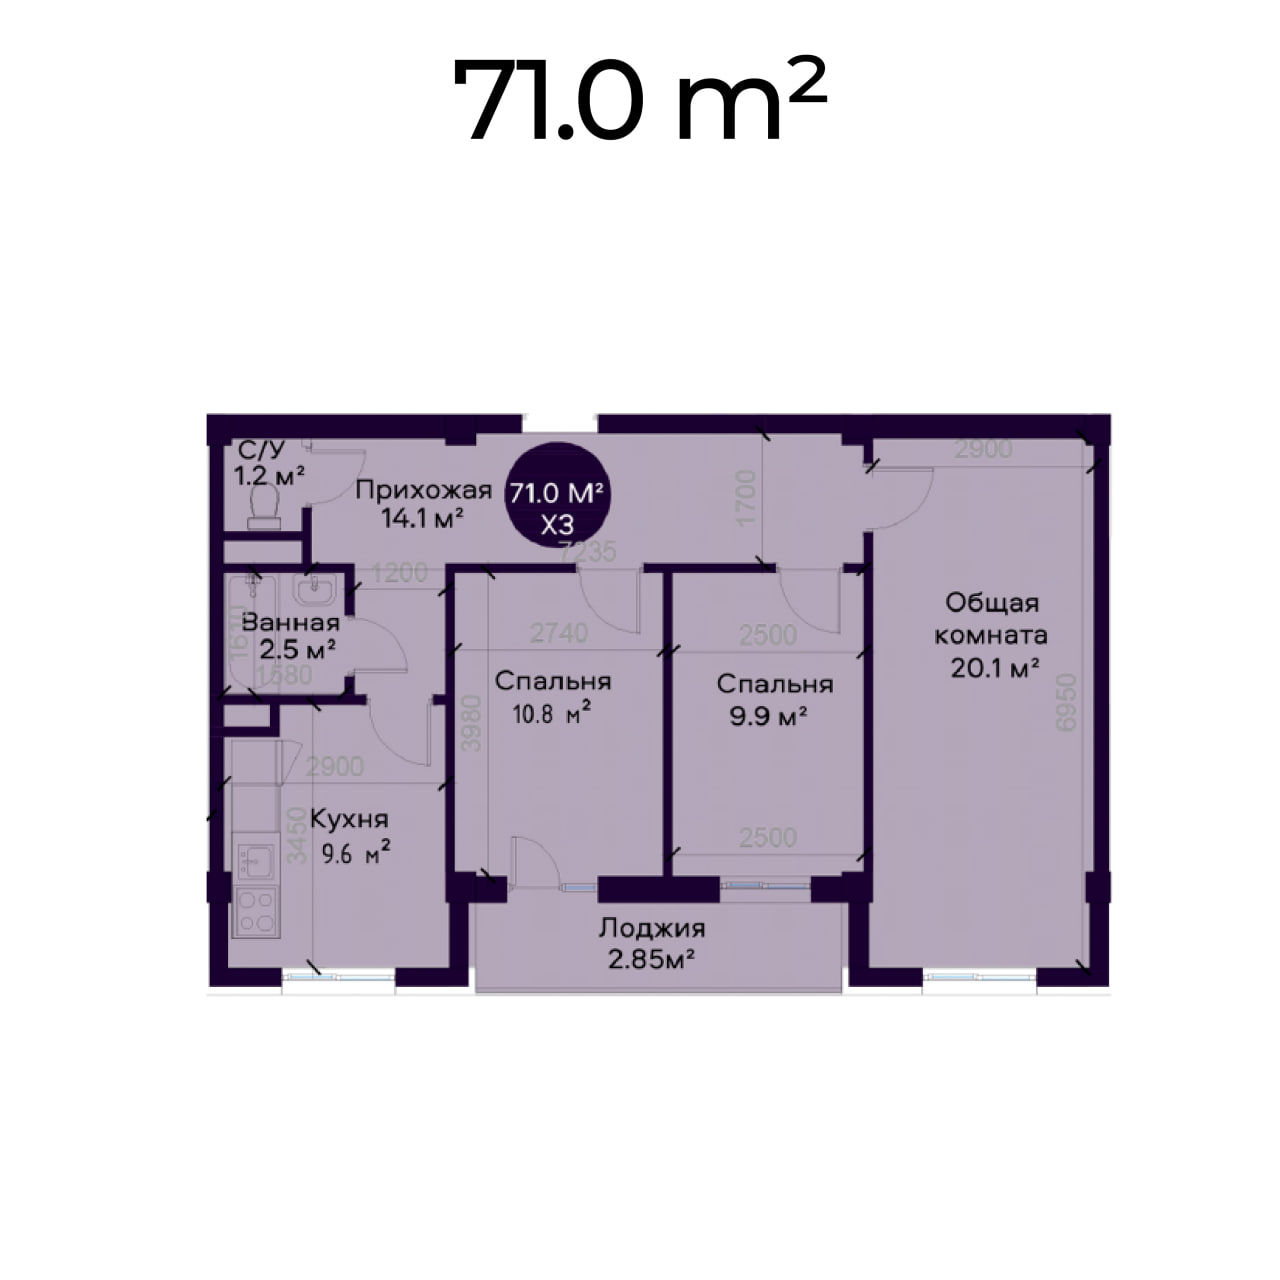 71.0 m²
С/У
1.2 м²
Прихожая
14.1 м²
71.0 М²
Х3
2900
1700
7235
1200
Ванная
2.5 м²
1580
2740
2500
Общая
комната
20.1 м²
Спальня
10.8 м²
Спальня
9.9 м²
3980
6950
2900
Кухня
9.6 м²
3450
2500
Лоджия
2.85м²